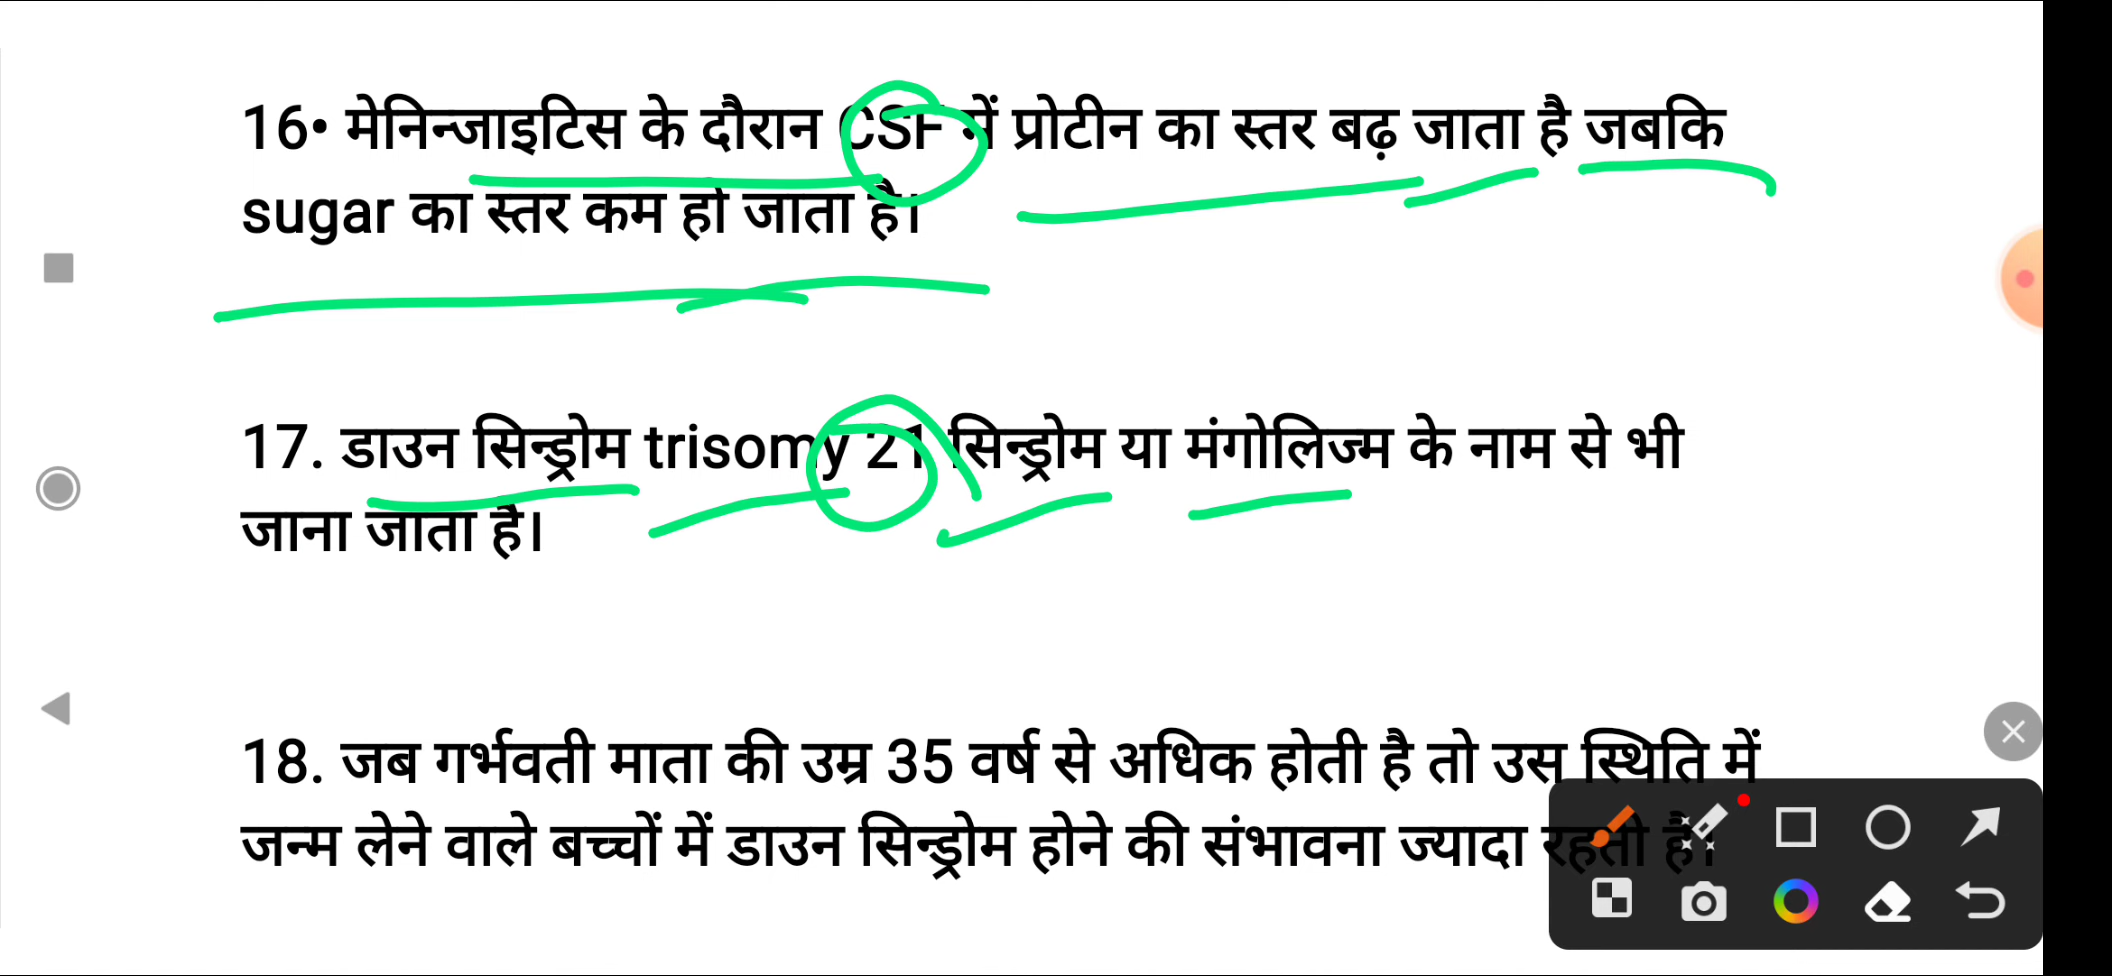 16• मेनिन्जाइटिस के दौरान CSF में प्रोटीन का स्तर बढ़ जाता है जबकि
sugar का स्तर कम हो जाता है।
17. डाउन सिन्ड्रोम trisomy 21 सिन्ड्रोम या मंगोलिज्म के नाम से भी
जाना जाता है।
18. जब गर्भवती माता की उम्र 35 वर्ष से अधिक होती है तो उस स्थिति में
जन्म लेने वाले बच्चों में डाउन सिन्ड्रोम होने की संभावना ज्यादा रहती है।